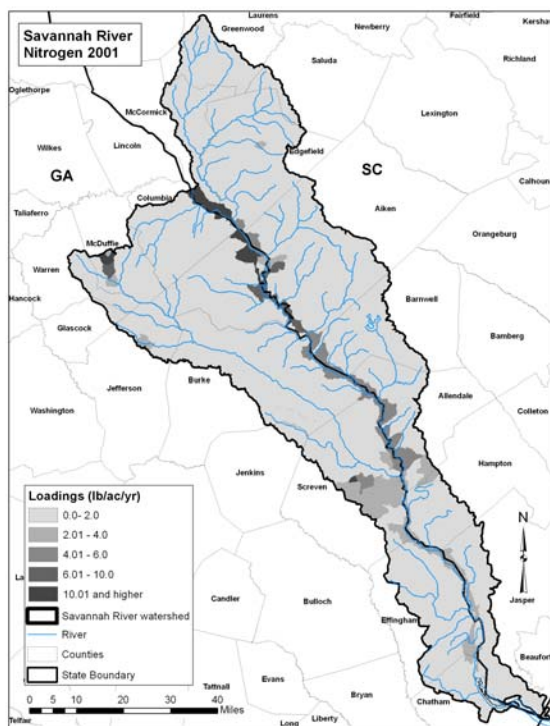 Savannah River
Nitrogen 2001
Laurens
Greenwood
Newberry
Fairfield
Kershaw
Saluda
Richland
Oglethorpe
McCormick
Lexington
Wilkes
Lincoln
Edgefield
GA
SC
Calhoun
Columbia
Taliaferro
Aiken
McDuffie
Orangeburg
Warren
Hancock
Barnwell
Glascock
Bamberg
Jefferson
Burke
Washington
Allendale
Colleton
Jenkins
Hampton
Screven
Loadings (lb/ac/yr)
0.0- 2.0
2.01 - 4.0
4.01 - 6.0
6.01 - 10.0
10.01 and higher
Savannah River watershed
River
Counties
State Boundary
N
Candler
Bulloch
Effingham
Jasper
Beaufort
0 5 10 20 30 40
Miles
Tattnall
Evans
Bryan
Chatham
Telfair
Long
Liberty